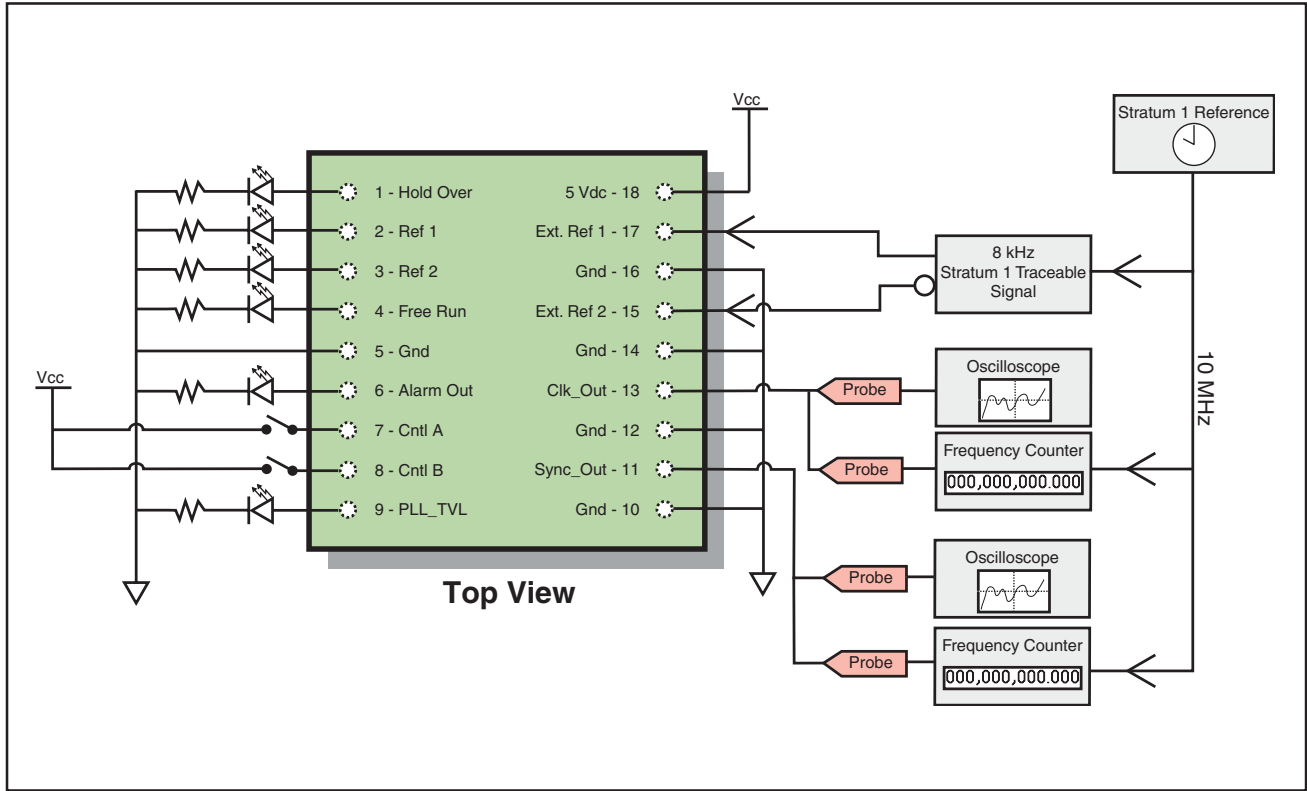 Vcc
Stratum 1 Reference
1 - Hold Over
5 Vdc - 18
2 - Ref 1
Ext. Ref 1 - 17
8 kHz
Stratum 1 Traceable
Signal
3 - Ref 2
Gnd - 16
4 - Free Run
Ext. Ref 2 - 15
5 - Gnd
Gnd - 14
10 MHz
Vcc
6 - Alarm Out
Clk_Out - 13
Probe
Oscilloscope
7 - Cntl A
Gnd - 12
8 - Cntl B
Sync_Out - 11
Probe
Frequency Counter
000,000,000.000
9 - PLL_TVL
Gnd - 10
Top View
Probe
Oscilloscope
Probe
Frequency Counter
000,000,000.000